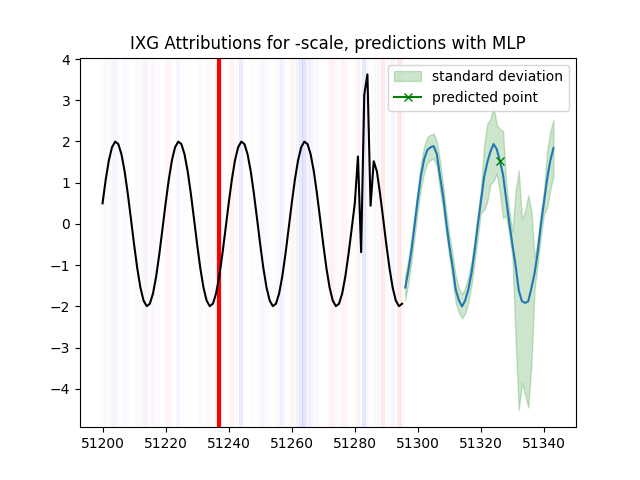 IXG Attributions for -scale, predictions with MLP
standard deviation
predicted point
4
3
2
1
0
−1
−2
−3
−4
51200 51220 51240 51260 51280 51300 51320 51340